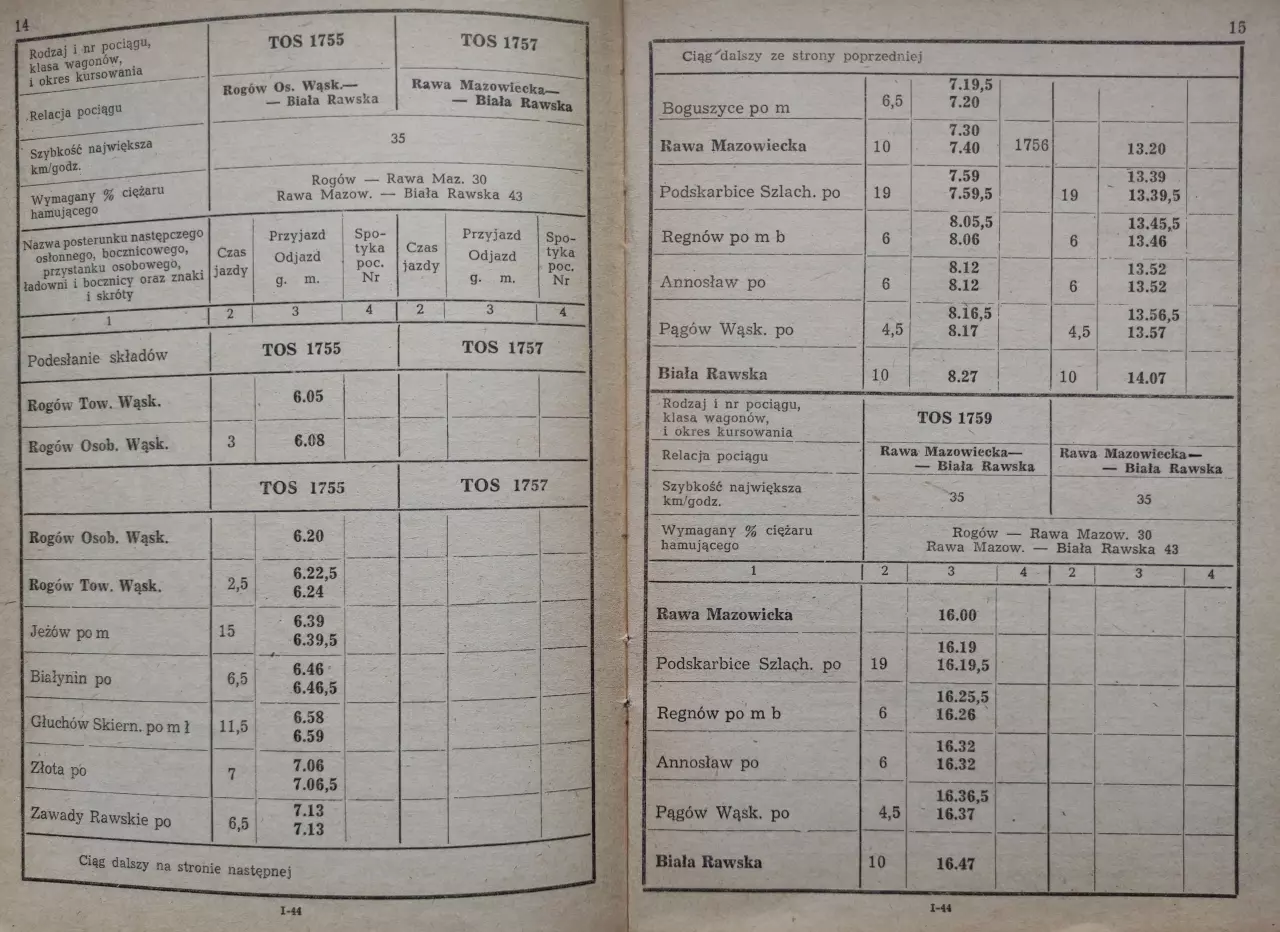 14
Rodzaj i nr pociągu,
klasa wagonów,
i okres kursowania
TOS 1755
TOS 1757
Relacja pociągu
Rogów Os. Wąsk.—
— Biała Rawska
Rawa Mazowiecka—
— Biała Rawska
Szybkość największa
km/godz.
35
Wymagany % ciężaru
hamującego
Rogów — Rawa Maz. 30
Rawa Mazow. — Biała Rawska 43
Nazwa posterunku następczego
osłonnego, bocznicowego,
przystanku osobowego,
ładowni i bocznicy oraz znaki
i skróty
Czas
jazdy
Przyjazd
Odjazd
g. m.
Spo-
tyka
poc.
Nr
Czas
jazdy
Przyjazd
Odjazd
g. m.
Spo-
tyka
poc.
Nr
1 2 3 4 2 3 4
Podesłanie składów TOS 1755 TOS 1757
Rogów Tow. Wąsk. 6.05
Rogów Osob. Wąsk. 3 6.08
TOS 1755 TOS 1757
Rogów Osob. Wąsk. 6.20
Rogów Tow. Wąsk. 2,5 6.22,5
6.24
Jeżów po m 15 6.39
6.39,5
Białynin po 6,5 6.46
6.46,5
Głuchów Skiern. po m ł 11,5 6.58
6.59
Złota po 7 7.06
7.06,5
Zawady Rawskie po 6,5 7.13
7.13
Ciąg dalszy na stronie następnej
I-44
15
Ciąg dalszy ze strony poprzedniej
Boguszyce po m 6,5 7.19,5
7.20
Rawa Mazowiecka 10 7.30
7.40 1756 13.20
Podskarbice Szlach. po 19 7.59
7.59,5 19 13.39
13.39,5
Regnów po m b 6 8.05,5
8.06 6 13.45,5
13.46
Annosław po 6 8.12
8.12 6 13.52
13.52
Pągów Wąsk. po 4,5 8.16,5
8.17 4,5 13.56,5
13.57
Biała Rawska 10 8.27 10 14.07
Rodzaj i nr pociągu,
klasa wagonów,
i okres kursowania
TOS 1759
Relacja pociągu
Rawa Mazowiecka—
— Biała Rawska
Rawa Mazowiecka—
— Biała Rawska
Szybkość największa
km/godz.
35 35
Wymagany % ciężaru
hamującego
Rogów — Rawa Mazow. 30
Rawa Mazow. — Biała Rawska 43
1 2 3 4 2 3 4
Rawa Mazowicka 16.00
Podskarbice Szlach. po 19 16.19
16.19,5
Regnów po m b 6 16.25,5
16.26
Annosław po 6 16.32
16.32
Pągów Wąsk. po 4,5 16.36,5
16.37
Biała Rawska 10 16.47
I-44